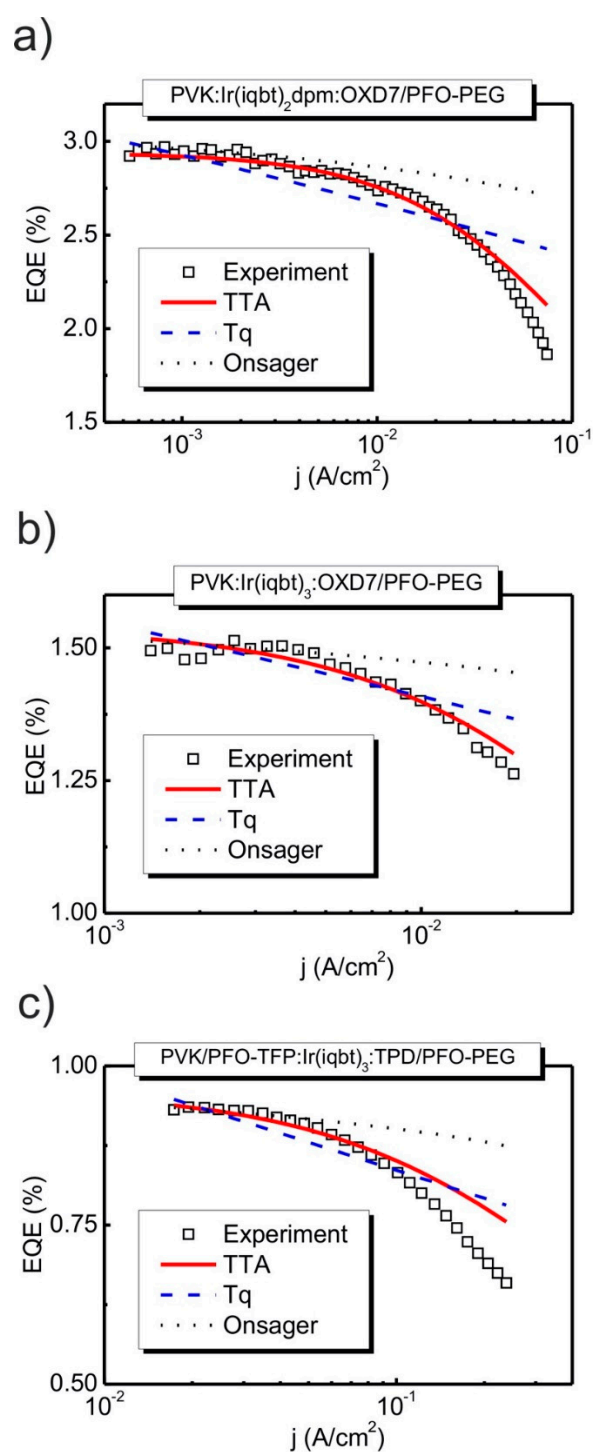 a)
PVK:Ir(iqbt)₂dpm:OXD7/PFO-PEG
3.0
2.5
2.0
1.5
EQE (%)
Experiment
TTA
Tq
Onsager
10⁻³
10⁻²
10⁻¹
j (A/cm²)
b)
PVK:Ir(iqbt)₃:OXD7/PFO-PEG
1.50
1.25
1.00
EQE (%)
Experiment
TTA
Tq
Onsager
10⁻³
10⁻²
j (A/cm²)
c)
PVK/PFO-TFP:Ir(iqbt)₃:TPD/PFO-PEG
1.00
0.75
0.50
EQE (%)
Experiment
TTA
Tq
Onsager
10⁻²
10⁻¹
j (A/cm²)